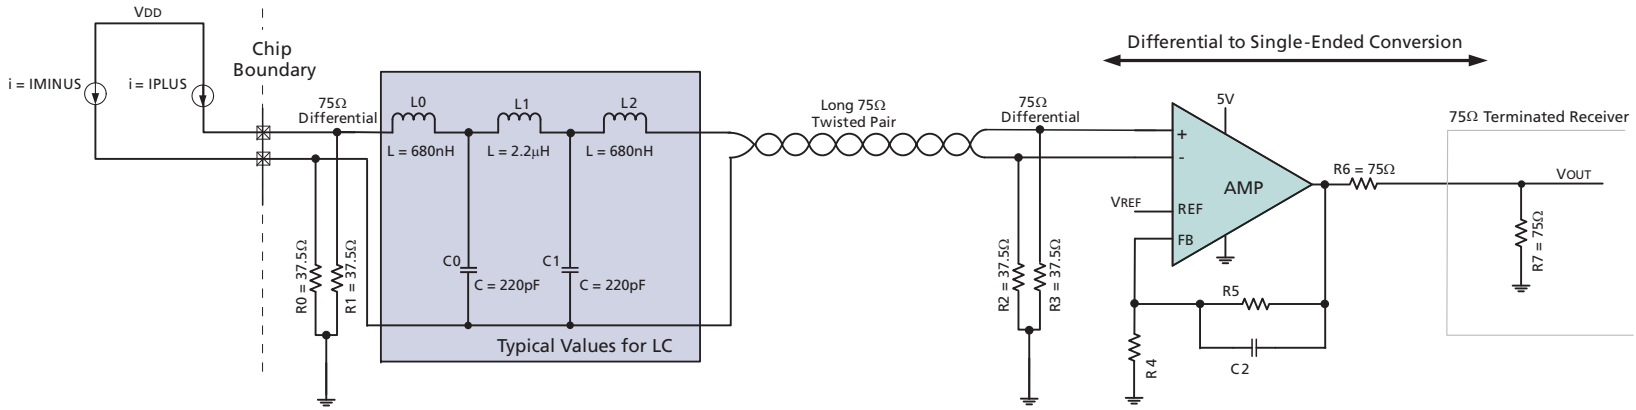 VDD
Chip
Boundary
i = IMINUS
i = IPLUS
75Ω
Differential
R0 = 37.5Ω
R1 = 37.5Ω
L0
L1
L2
L = 680nH
L = 2.2μH
L = 680nH
C0
C1
C = 220pF
C = 220pF
Typical Values for LC
Long 75Ω
Twisted Pair
75Ω
Differential
R2 = 37.5Ω
R3 = 37.5Ω
Differential to Single-Ended Conversion
5V
+
-
AMP
VREF
REF
FB
R5
C2
R4
R6 = 75Ω
75Ω Terminated Receiver
VOUT
R7 = 75Ω